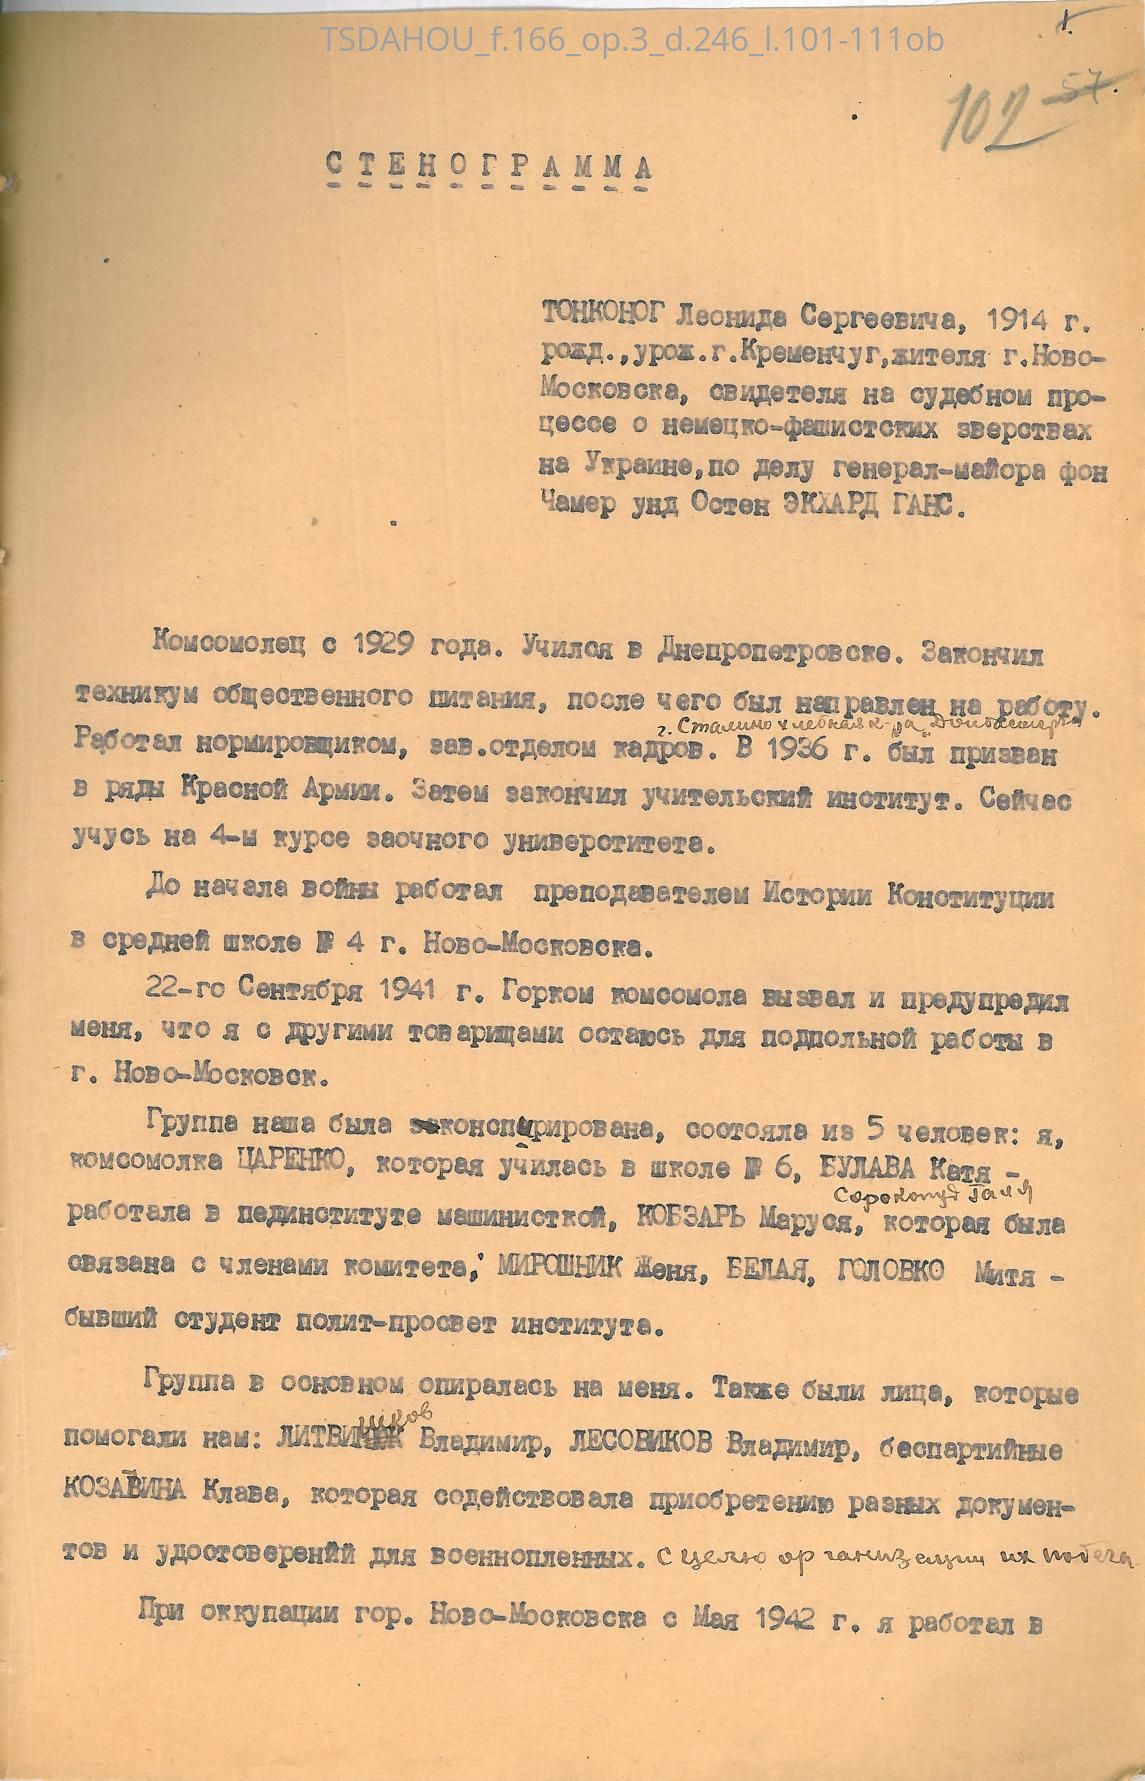 TSDAHOU_f.166_op.3_d.246_l.101-111ob
1.
102 57.
СТЕНОГРАММА
ТОНКОНОГ Леонида Сергеевича, 1914 г.
рожд.,урож.г.Кременчуг,жителя г.Ново-
Московска, свидетеля на судебном про-
цессе о немецко-фашистских зверствах
на Украине,по делу генерал-майора фон
Чамер унд Остен ЭКХАРД ГАНС.
Комсомолец с 1929 года. Учился в Днепропетровске. Закончил
техникум общественного питания, после чего был направлен на работу.
г. Сталино
Работал нормировщиком, зав.отделом кадров. В 1936 г. был призван
в ряды Красной Армии. Затем закончил учительский институт. Сейчас
учусь на 4-м курсе заочного универститета.
До начала войны работал преподавателем Истории Конституции
в средней школе № 4 г. Ново-Московска.
22-го Сентября 1941 г. Горком комсомола вызвал и предупредил
меня, что я с другими товарищами остаюсь для подпольной работы в
г. Ново-Московск.
Группа наша была законспирирована, состояла из 5 человек: я,
комсомолка ЦАРЕНКО, которая училась в школе № 6, БУЛАВА Катя -
Сорокопуд Галя
работала в пединституте машинисткой, КОБЗАРЬ Маруся, которая была
связана с членами комитета, МИРОШНИК Женя, БЕЛАЯ, ГОЛОВКО Митя -
бывший студент полит-просвет института.
Группа в основном опиралась на меня. Также были лица, которые
шков
помогали нам: ЛИТВИ Владимир, ЛЕСОВИКОВ Владимир, беспартийные
КОЗАВИНА Клава, которая содействовала приобретению разных докумен-
тов и удостоверений для военнопленных. с целью организации их побега
При оккупации гор. Ново-Московска с Мая 1942 г. я работал в